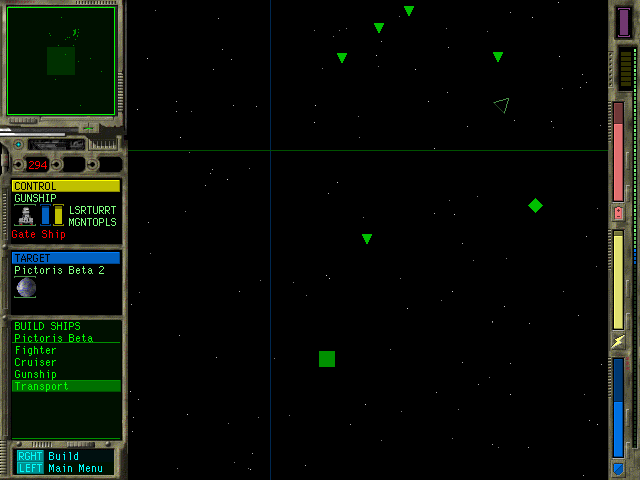 294
CONTROL
GUNSHIP
LSRTURRT
MGNTOPLS
Gata Ship
TARGET
Pictoris Beta 2
BUILD SHIPS
Pictoris Beta
Fighter
Cruiser
Gunship
Transport
RGHT Build
LEFT Main Menu